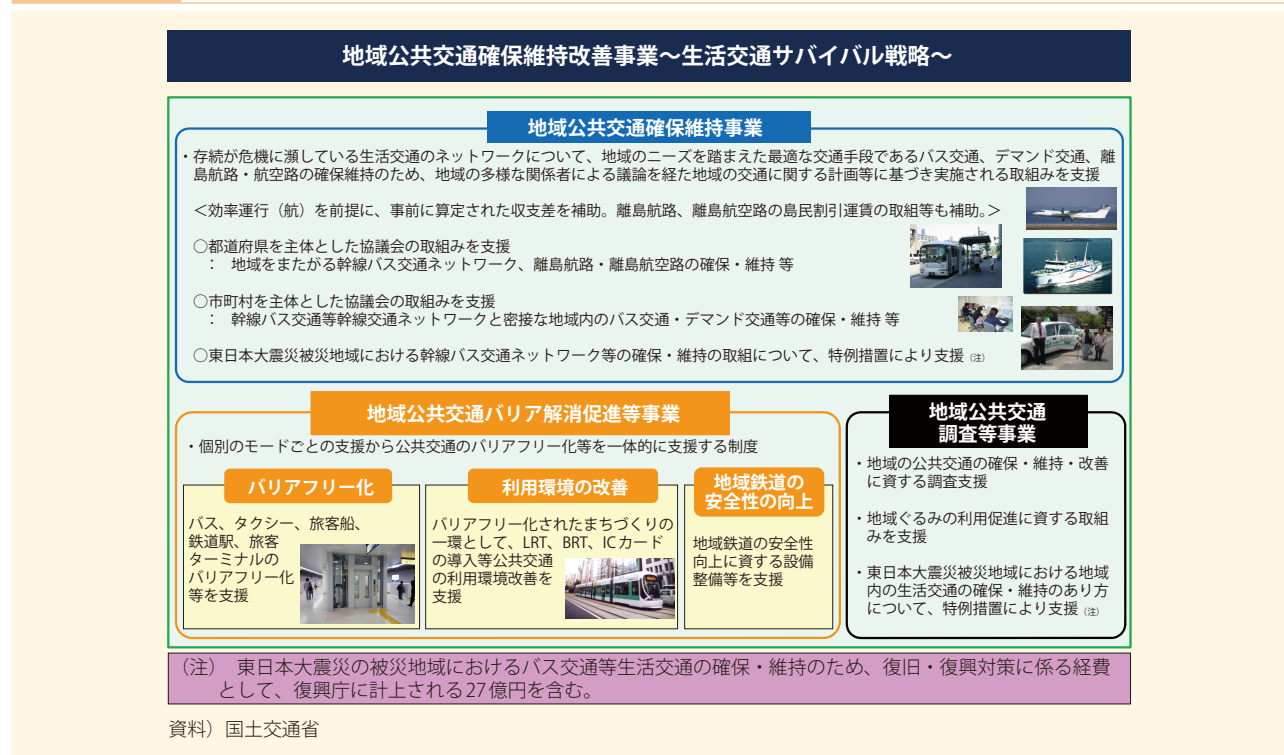 地域公共交通確保維持改善事業～生活交通サバイバル戦略～
地域公共交通確保維持事業
・存続が危機に瀕している生活交通のネットワークについて、地域のニーズを踏まえた最適な交通手段であるバス交通、デマンド交通、離
島航路・航空路の確保維持のため、地域の多様な関係者による議論を経た地域の交通に関する計画等に基づき実施される取組みを支援
＜効率運行（航）を前提に、事前に算定された収支差を補助。離島航路、離島航空路の島民割引運賃の取組等も補助。＞
○都道府県を主体とした協議会の取組みを支援
： 地域をまたがる幹線バス交通ネットワーク、離島航路・離島航空路の確保・維持 等
○市町村を主体とした協議会の取組みを支援
： 幹線バス交通等幹線交通ネットワークと密接な地域内のバス交通・デマンド交通等の確保・維持 等
○東日本大震災被災地域における幹線バス交通ネットワーク等の確保・維持の取組について、特例措置により支援（注）
地域公共交通バリア解消促進等事業
・個別のモードごとの支援から公共交通のバリアフリー化等を一体的に支援する制度
バリアフリー化
バス、タクシー、旅客船、
鉄道駅、旅客
ターミナルの
バリアフリー化
等を支援
利用環境の改善
バリアフリー化されたまちづくりの
一環として、LRT、BRT、ICカード
の導入等公共交通
の利用環境改善を
支援
地域鉄道の
安全性の向上
地域鉄道の安全性
向上に資する設備
整備等を支援
地域公共交通
調査等事業
・地域の公共交通の確保・維持・改善
に資する調査支援
・地域ぐるみの利用促進に資する取組
みを支援
・東日本大震災被災地域における地域
内の生活交通の確保・維持のあり方
について、特例措置により支援（注）
（注） 東日本大震災の被災地域におけるバス交通等生活交通の確保・維持のため、復旧・復興対策に係る経費
として、復興庁に計上される27億円を含む。
資料）国土交通省